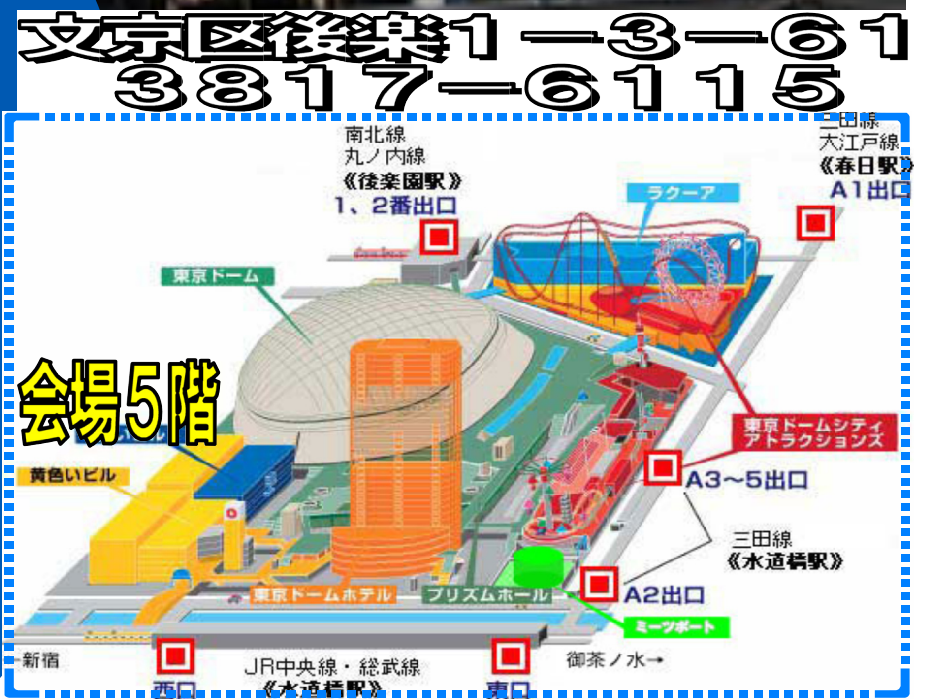 文京区後楽1－3－61
3817－6115
南北線
丸ノ内線
《後楽園駅》
1、2番出口
三田線
大江戸線
《春日駅》
A1出口
ラクーア
東京ドーム
会場5階
黄色いビル
東京ドームシティ
アトラクションズ
A3～5出口
三田線
《水道橋駅》
A2出口
東京ドームホテル
プリズムホール
ミーツポート
←新宿
JR中央線・総武線
《水道橋駅》
御茶ノ水→
西口
東口